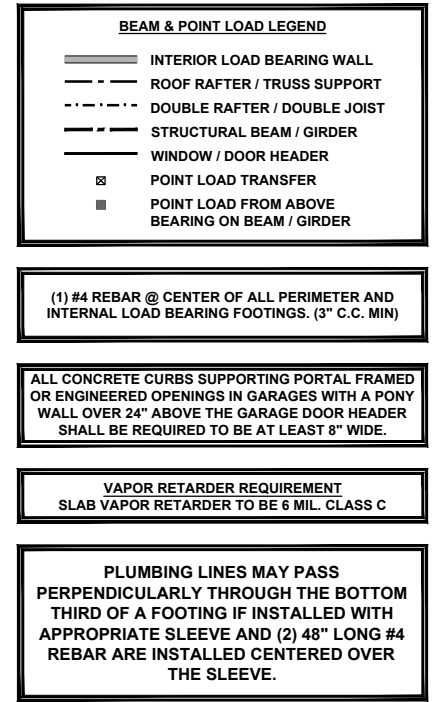 BEAM & POINT LOAD LEGEND
INTERIOR LOAD BEARING WALL
ROOF RAFTER / TRUSS SUPPORT
DOUBLE RAFTER / DOUBLE JOIST
STRUCTURAL BEAM / GIRDER
WINDOW / DOOR HEADER
POINT LOAD TRANSFER
POINT LOAD FROM ABOVE
BEARING ON BEAM / GIRDER
(1) #4 REBAR @ CENTER OF ALL PERIMETER AND
INTERNAL LOAD BEARING FOOTINGS. (3" C.C. MIN)
ALL CONCRETE CURBS SUPPORTING PORTAL FRAMED
OR ENGINEERED OPENINGS IN GARAGES WITH A PONY
WALL OVER 24" ABOVE THE GARAGE DOOR HEADER
SHALL BE REQUIRED TO BE AT LEAST 8" WIDE.
VAPOR RETARDER REQUIREMENT
SLAB VAPOR RETARDER TO BE 6 MIL. CLASS C
PLUMBING LINES MAY PASS
PERPENDICULARLY THROUGH THE BOTTOM
THIRD OF A FOOTING IF INSTALLED WITH
APPROPRIATE SLEEVE AND (2) 48" LONG #4
REBAR ARE INSTALLED CENTERED OVER
THE SLEEVE.